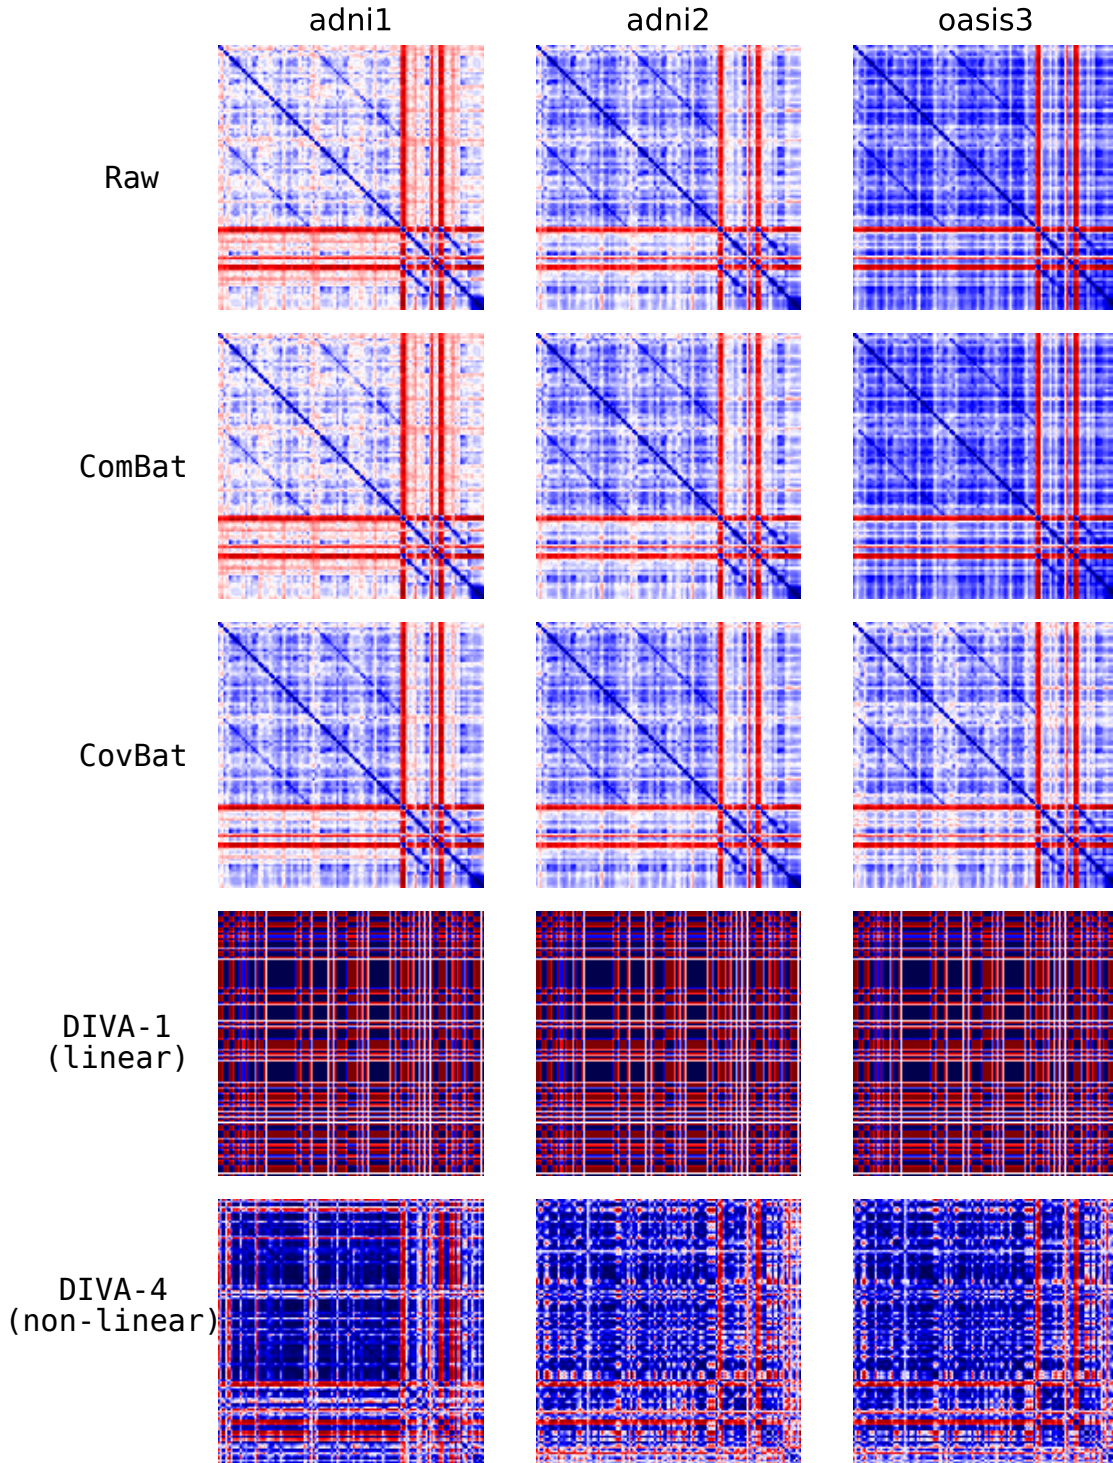 adni1 adni2 oasis3
Raw
ComBat
CovBat
DIVA-1
(linear)
DIVA-4
(non-linear)